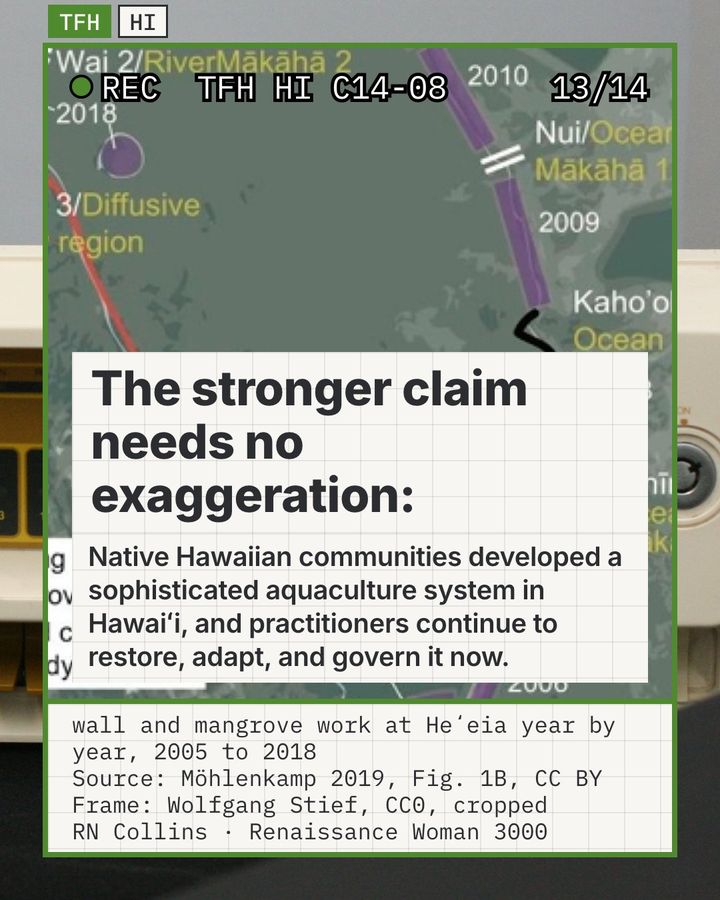 TFH HI
Wai 2/RiverMākāhā 2
REC TFH HI C14-08 13/14
2010
2018
Nui/Ocean
Mākāhā 1
3/Diffusive
region
2009
Kahoʻo
Ocean
The stronger claim
needs no
exaggeration:
Native Hawaiian communities developed a
sophisticated aquaculture system in
Hawaiʻi, and practitioners continue to
restore, adapt, and govern it now.
2008
wall and mangrove work at Heʻeia year by
year, 2005 to 2018
Source: Möhlenkamp 2019, Fig. 1B, CC BY
Frame: Wolfgang Stief, CC0, cropped
RN Collins · Renaissance Woman 3000